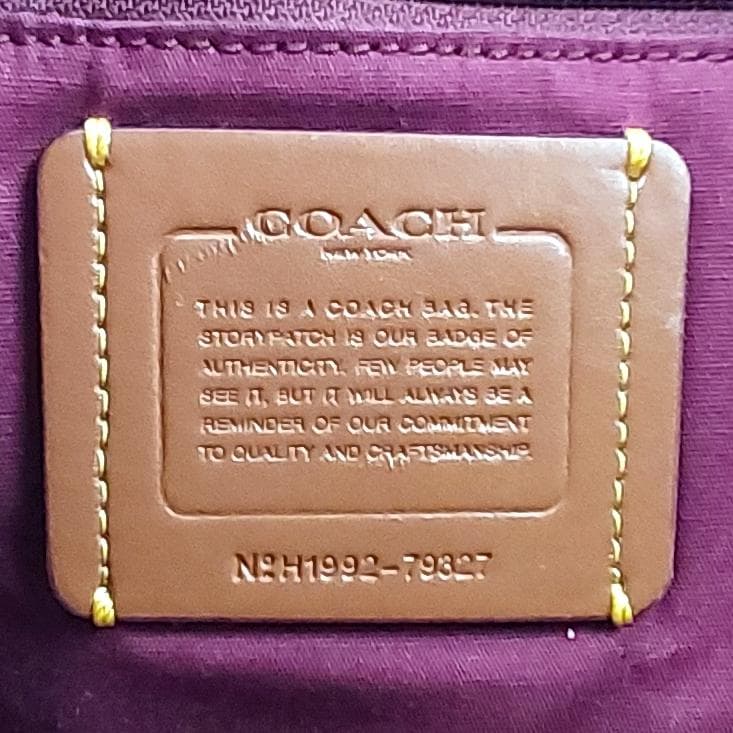 COACH
NEW YORK
THIS IS A COACH BAG. THE
STORYPATCH IS OUR BADGE OF
AUTHENTICITY. FEW PEOPLE MAY
SEE IT, BUT IT WILL ALWAYS BE A
REMINDER OF OUR COMMITMENT
TO QUALITY AND CRAFTSMANSHIP.
Nº H1992-79327